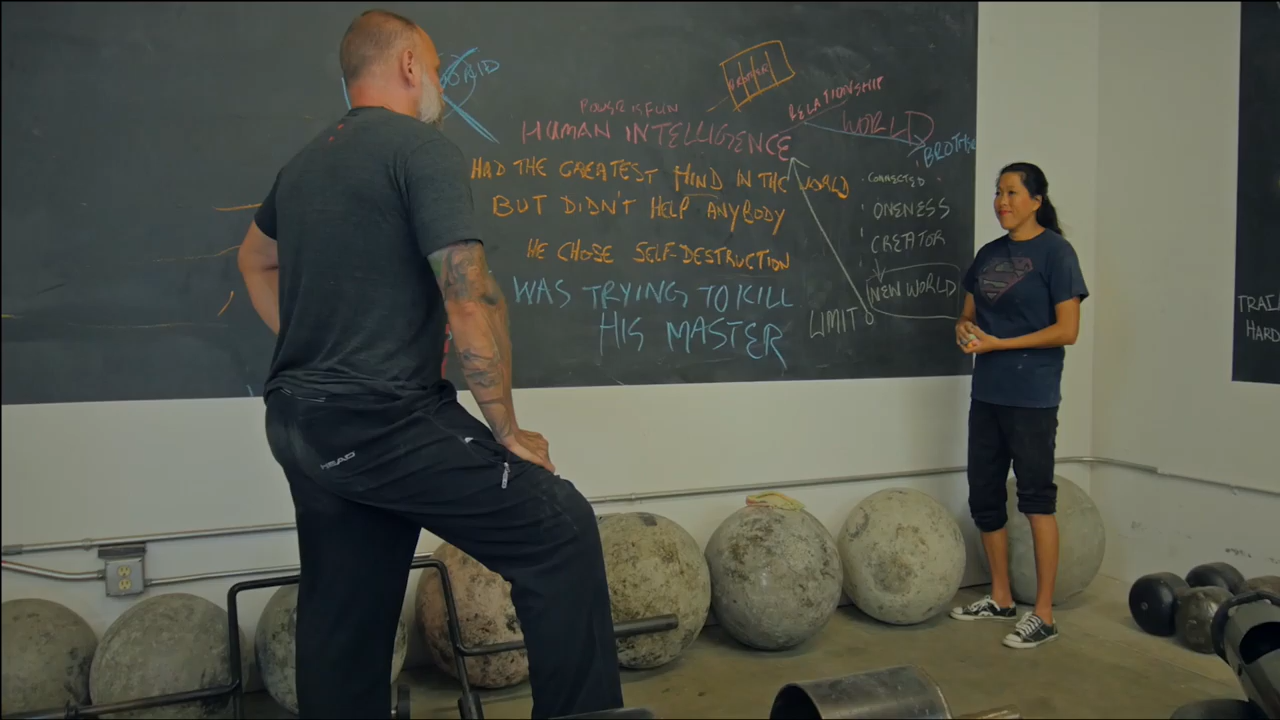 POWER IS FUN
RELATIONSHIP
HUMAN INTELLIGENCE
WORLD
BROTHE
HAD THE GREATEST MIND IN THE WORLD
CONNECTED
BUT DIDN'T HELP ANYBODY
ONENESS
CREATOR
HE CHOSE SELF-DESTRUCTION
NEW WORLD
WAS TRYING TO KILL
LIMIT
HIS MASTER
TRAI
HARD
HEAD